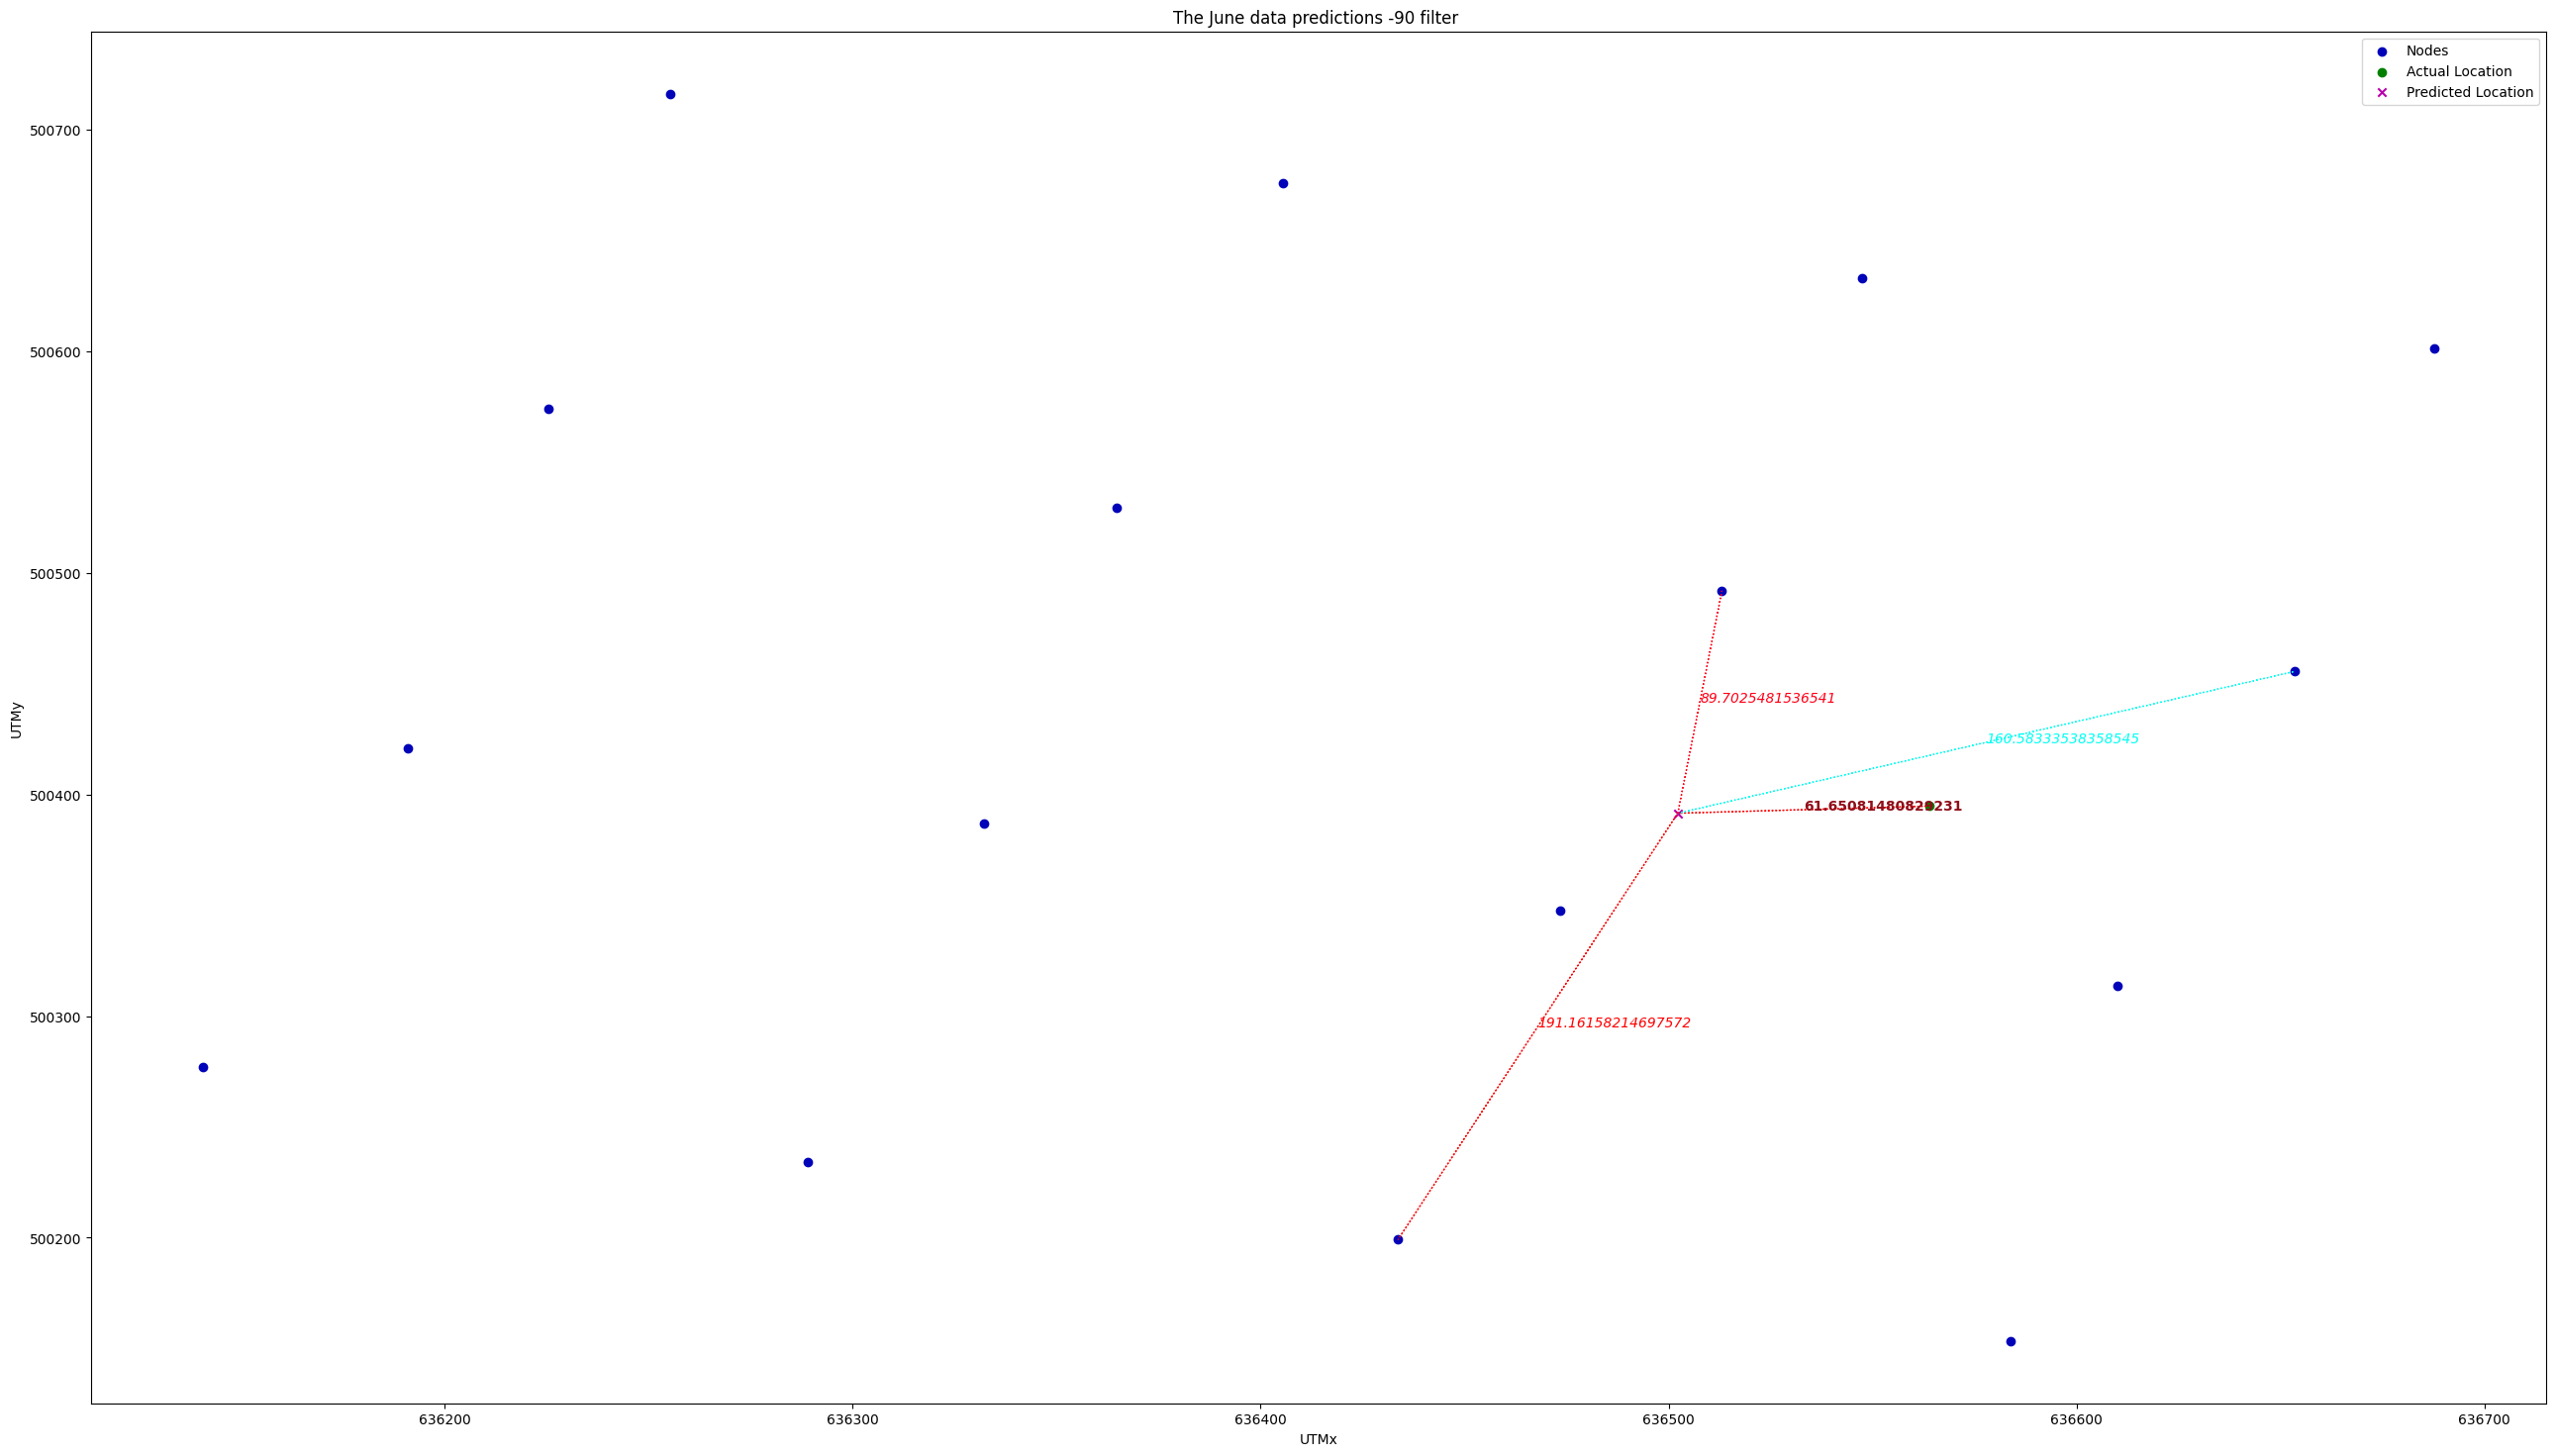 The June data predictions -90 filter
Nodes
Actual Location
Predicted Location
500700
500600
500500
500400
500300
500200
UTMy
89.7025481536541
160.58333538358545
191.16158214697572
636200
636300
636400
636500
636600
636700
UTMx